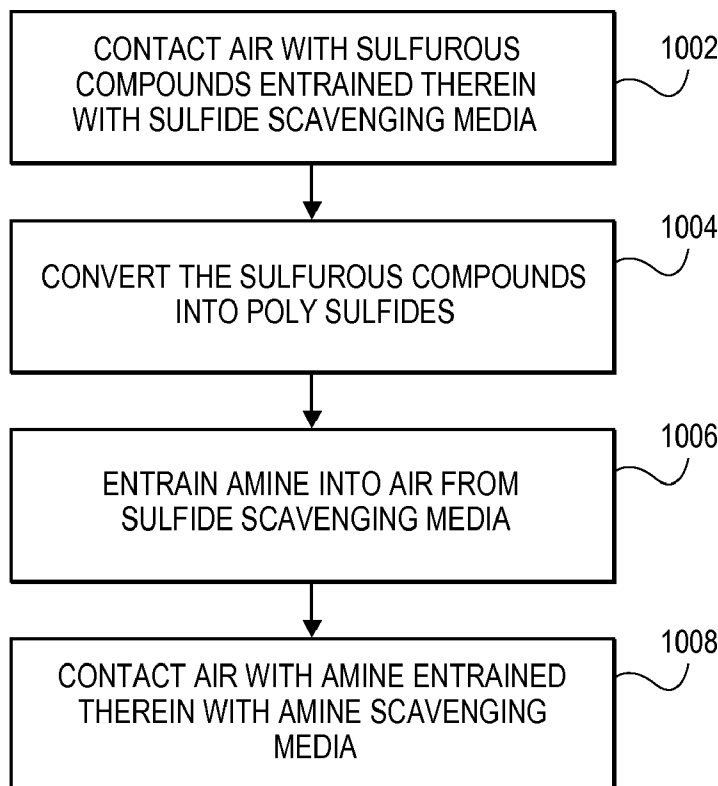 CONTACT AIR WITH SULFUROUS
COMPOUNDS ENTRAINED THEREIN
WITH SULFIDE SCAVENGING MEDIA
1002
CONVERT THE SULFUROUS COMPOUNDS
INTO POLY SULFIDES
1004
ENTRAIN AMINE INTO AIR FROM
SULFIDE SCAVENGING MEDIA
1006
CONTACT AIR WITH AMINE ENTRAINED
THEREIN WITH AMINE SCAVENGING
MEDIA
1008